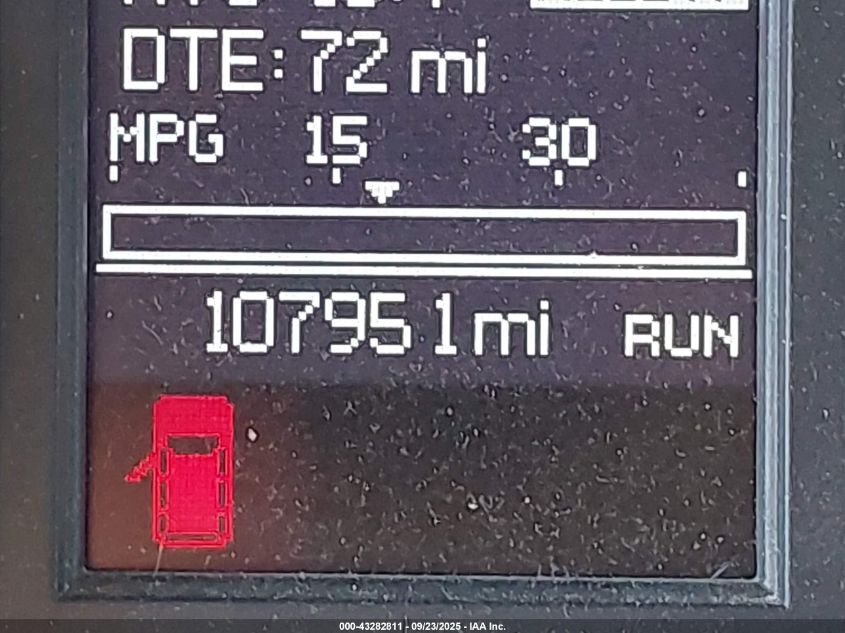 DTE: 72 mi
MPG 15 30
107951 mi RUN
000-43282811 - 09/23/2025 - IAA Inc.